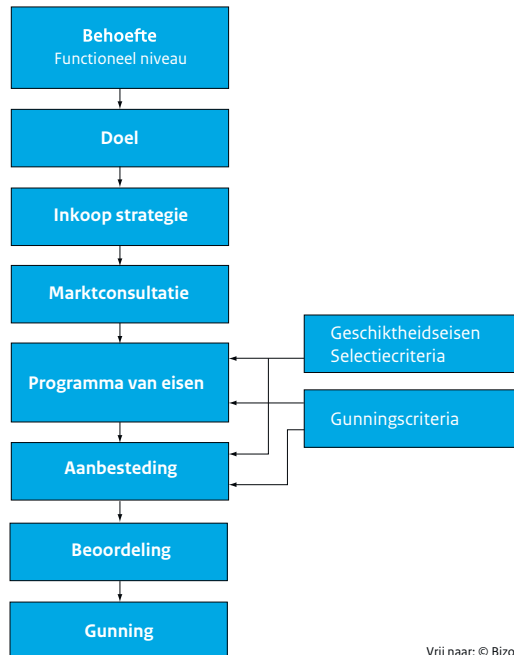 Behoefte
Functioneel niveau
Doel
Inkoop strategie
Marktconsultatie
Geschiktheidseisen
Selectiecriteria
Programma van eisen
Gunningscriteria
Aanbesteding
Beoordeling
Gunning
Vrij naar: © Bizo